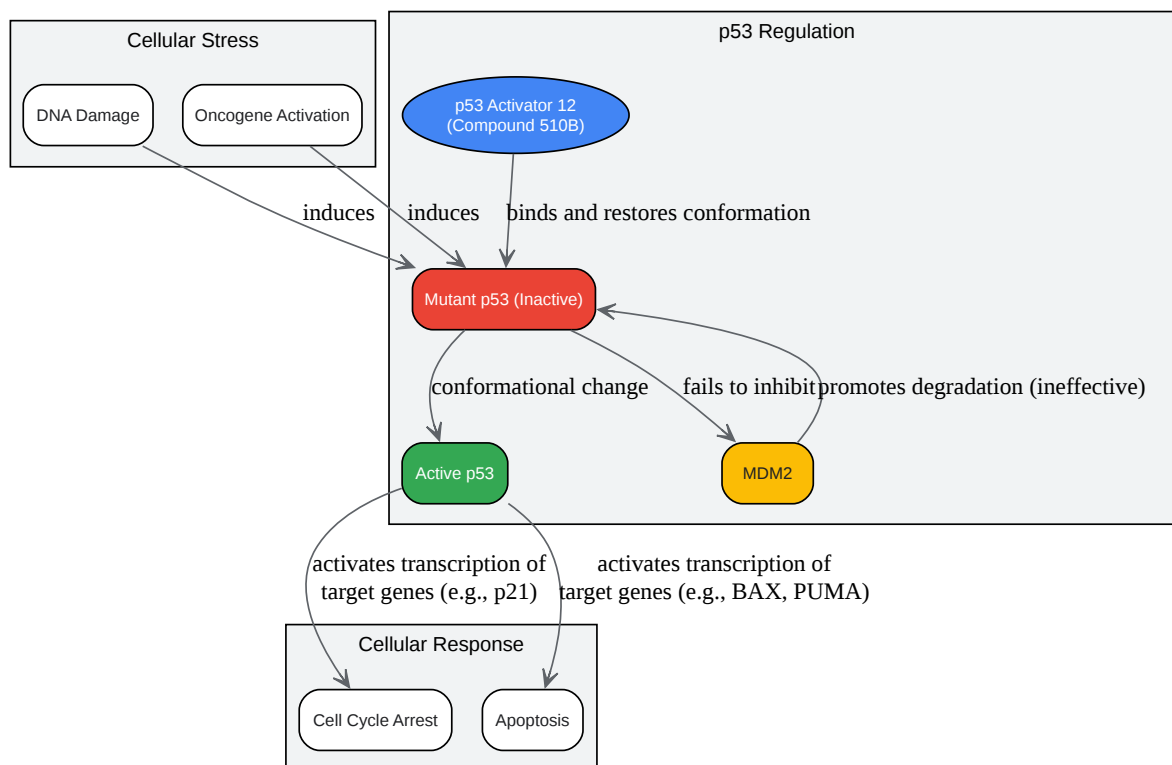 Cellular Stress
p53 Regulation
DNA Damage
Oncogene Activation
p53 Activator 12
(Compound 510B)
induces
induces
binds and restores conformation
Mutant p53 (Inactive)
conformational change
fails to inhibit
promotes degradation (ineffective)
Active p53
MDM2
activates transcription of
target genes (e.g., p21)
activates transcription of
target genes (e.g., BAX, PUMA)
Cellular Response
Cell Cycle Arrest
Apoptosis